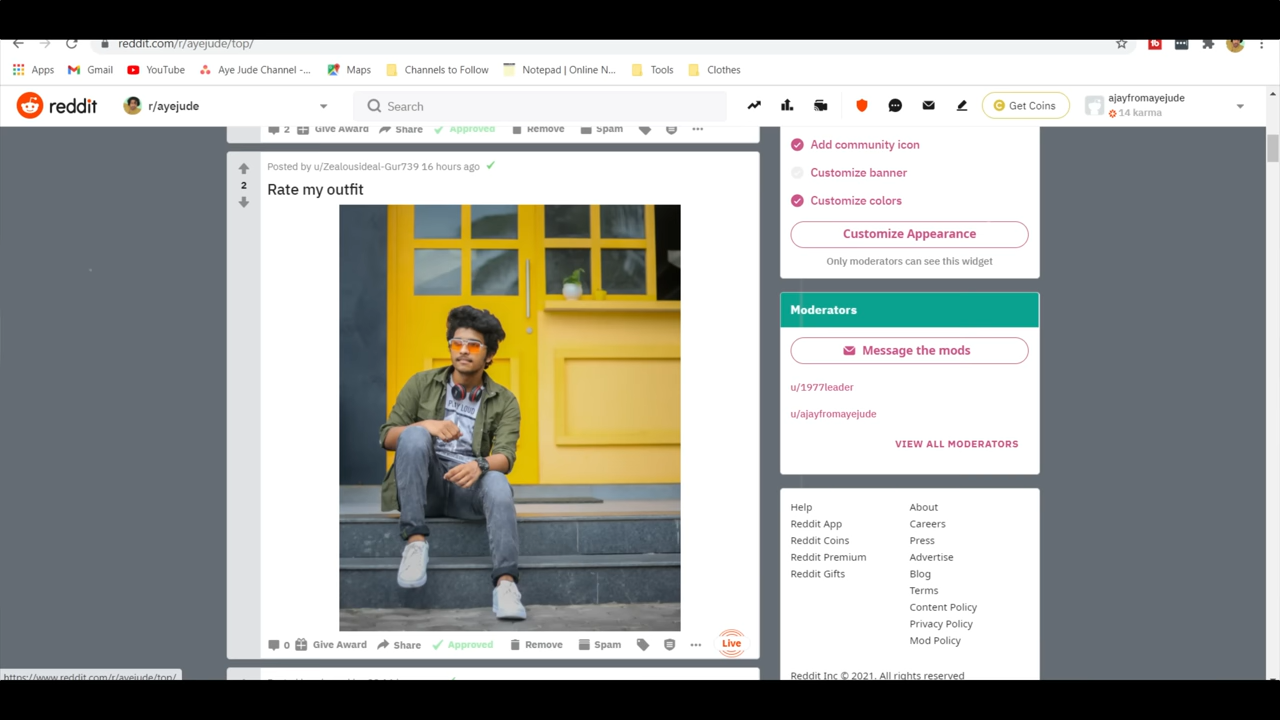 reddit.com/r/ayejude/top/
Apps Gmail YouTube Aye Jude Channel -... Maps Channels to Follow Notepad | Online N... Tools Clothes
reddit r/ayejude Search Get Coins ajayfromayejude
14 karma
2 Give Award Share Approved Remove Spam
Posted by u/Zealousideal-Gur739 16 hours ago
2
Rate my outfit
PLAY LOUD
0 Give Award Share Approved Remove Spam Live
https://www.reddit.com/r/ayejude/top/
Add community icon
Customize banner
Customize colors
Customize Appearance
Only moderators can see this widget
Moderators
Message the mods
u/1977leader
u/ajayfromayejude
VIEW ALL MODERATORS
Help About
Reddit App Careers
Reddit Coins Press
Reddit Premium Advertise
Reddit Gifts Blog
Terms
Content Policy
Privacy Policy
Mod Policy
Reddit Inc © 2021. All rights reserved